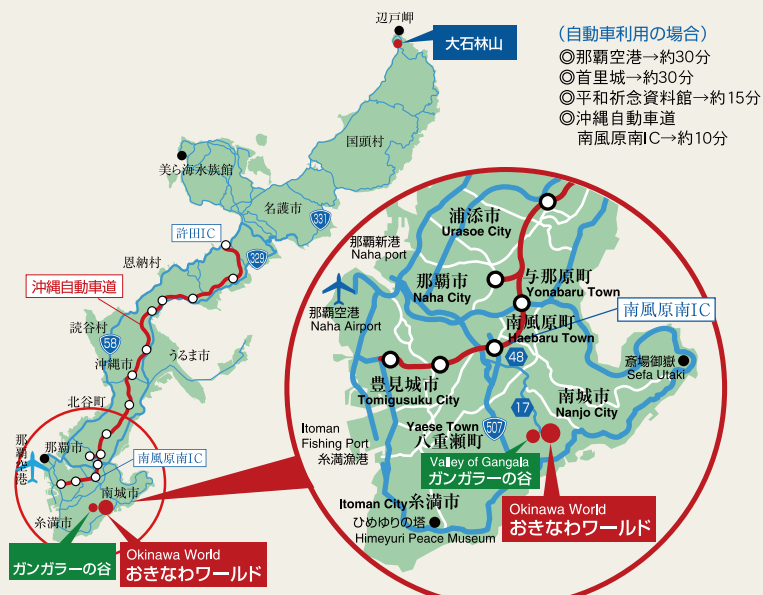 辺戸岬
大石林山
(自動車利用の場合)
◎那覇空港→約30分
◎首里城→約30分
◎平和祈念資料館→約15分
◎沖縄自動車道
南風原南IC→約10分
国頭村
美ら海水族館
名護市
331
許田IC
329
恩納村
沖縄自動車道
読谷村
58
沖縄市
うるま市
北谷町
那覇市
那覇空港
南風原南IC
南城市
糸満市
ガンガラーの谷
Okinawa World
おきなわワールド
浦添市
Urasoe City
那覇新港
Naha port
那覇市
Naha City
与那原町
Yonabaru Town
那覇空港
Naha Airport
南風原町
Haebaru Town
南風原南IC
48
斎場御嶽
Sefa Utaki
豊見城市
Tomigusuku City
南城市
Nanjo City
17
Yaese Town
八重瀬町
507
Itoman
Fishing Port
糸満漁港
Valley of Gangala
ガンガラーの谷
Itoman City糸満市
ひめゆりの塔
Himeyuri Peace Museum
Okinawa World
おきなわワールド